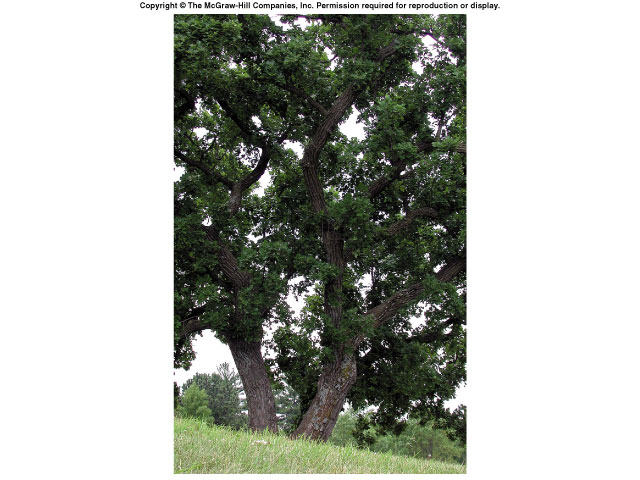 Copyright © The McGraw-Hill Companies, Inc. Permission required for reproduction or display.